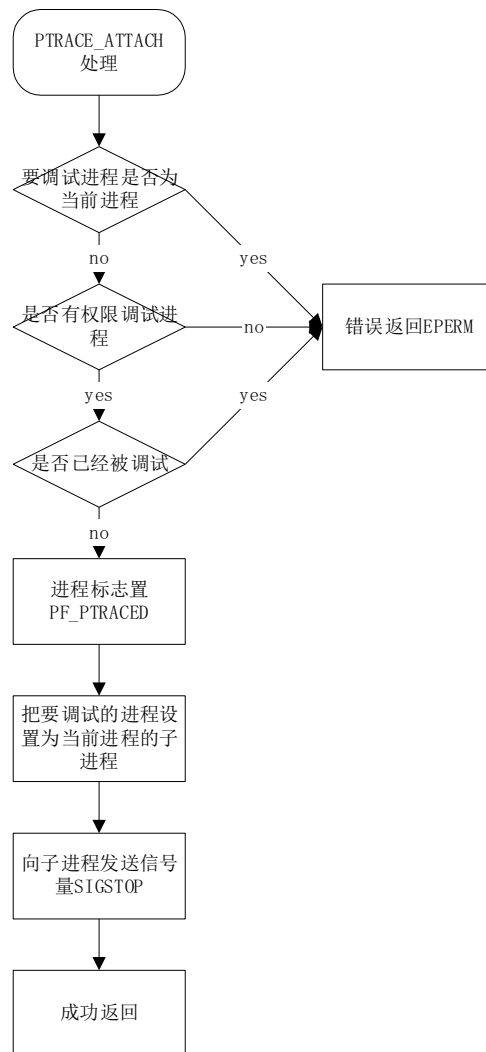 PTRACE_ATTACH
处理
要调试进程是否为
当前进程
no
yes
是否有权限调试进
程
no
错误返回EPERM
yes
yes
是否已经被调试
no
进程标志置
PF_PTRACED
把要调试的进程设
置为当前进程的子
进程
向子进程发送信号
量SIGSTOP
成功返回